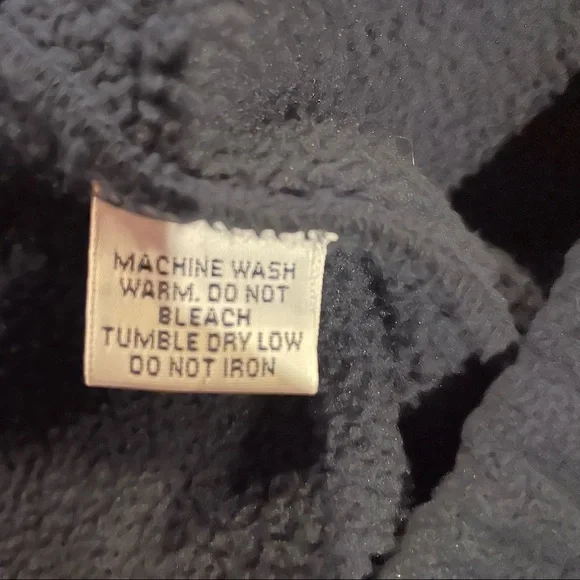 MACHINE WASH
WARM. DO NOT
BLEACH
TUMBLE DRY LOW
DO NOT IRON